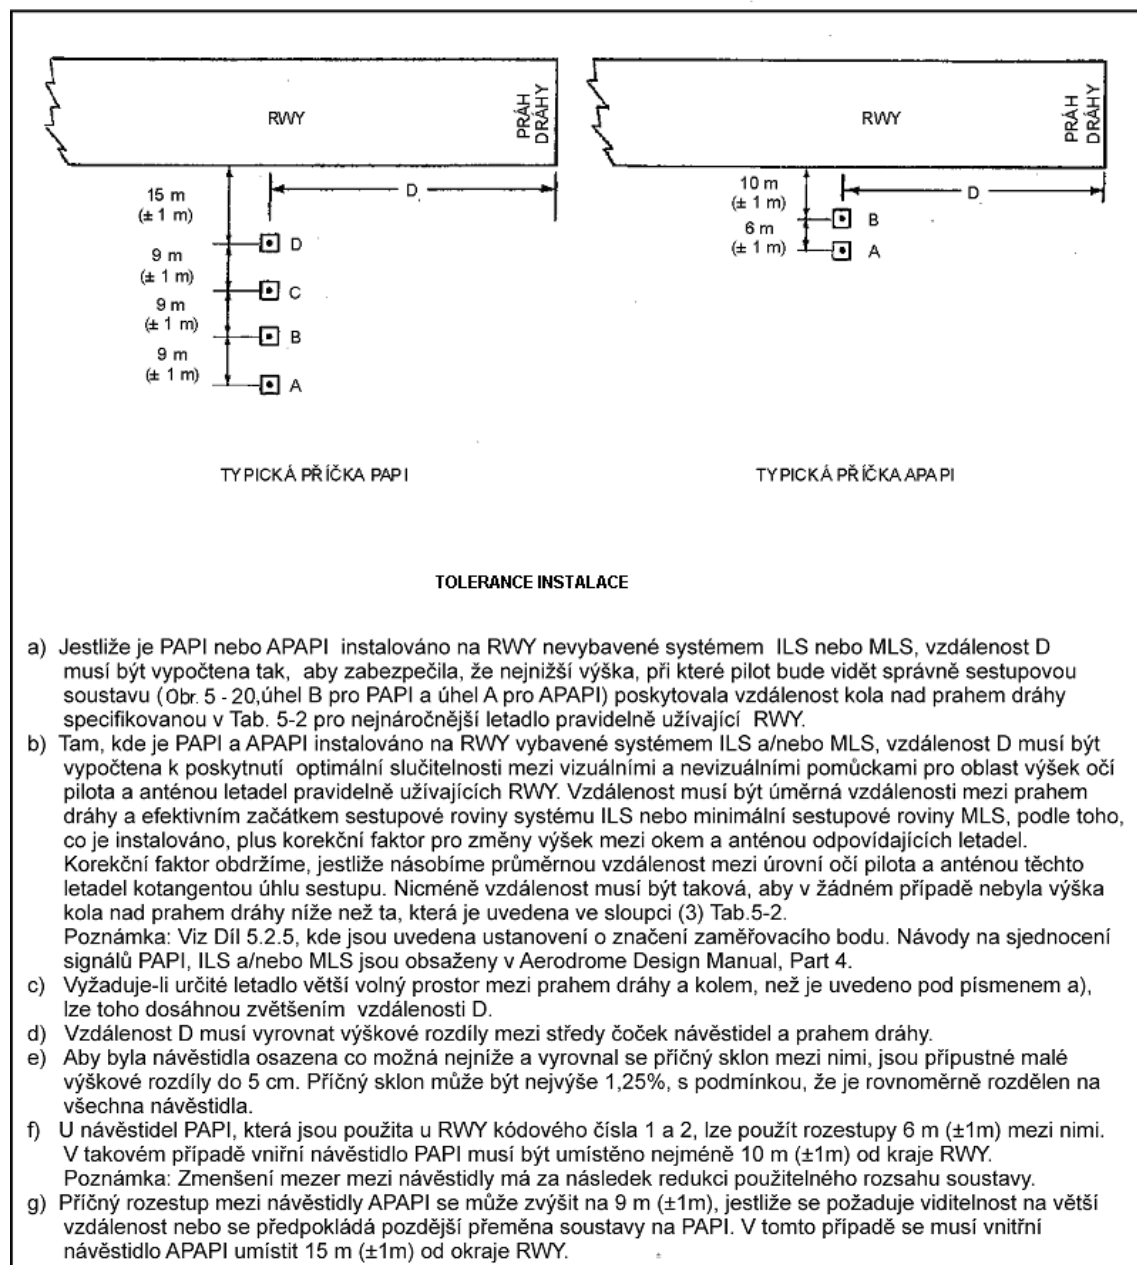 RWY
PRÁH
DRÁHY
15 m
(± 1 m)
D
D
9 m
(± 1 m)
C
9 m
(± 1 m)
B
9 m
(± 1 m)
A
TYPICKÁ PŘÍČKA PAPI
RWY
PRÁH
DRÁHY
10 m
(± 1 m)
D
B
6 m
(± 1 m)
A
TYPICKÁ PŘÍČKA APAPI
TOLERANCE INSTALACE
a) Jestliže je PAPI nebo APAPI instalováno na RWY nevybavené systémem ILS nebo MLS, vzdálenost D
musí být vypočtena tak, aby zabezpečila, že nejnižší výška, při které pilot bude vidět správně sestupovou
soustavu (Obr. 5 - 20,úhel B pro PAPI a úhel A pro APAPI) poskytovala vzdálenost kola nad prahem dráhy
specifikovanou v Tab. 5-2 pro nejnáročnější letadlo pravidelně užívající RWY.
b) Tam, kde je PAPI a APAPI instalováno na RWY vybavené systémem ILS a/nebo MLS, vzdálenost D musí být
vypočtena k poskytnutí optimální slučitelnosti mezi vizuálními a nevizuálními pomůckami pro oblast výšek očí
pilota a anténou letadel pravidelně užívajících RWY. Vzdálenost musí být úměrná vzdálenosti mezi prahem
dráhy a efektivním začátkem sestupové roviny systému ILS nebo minimální sestupové roviny MLS, podle toho,
co je instalováno, plus korekční faktor pro změny výšek mezi okem a anténou odpovídajících letadel.
Korekční faktor obdržíme, jestliže násobíme průměrnou vzdálenost mezi úrovní očí pilota a anténou těchto
letadel kotangentou úhlu sestupu. Nicméně vzdálenost musí být taková, aby v žádném případě nebyla výška
kola nad prahem dráhy níže než ta, která je uvedena ve sloupci (3) Tab.5-2.
Poznámka: Viz Díl 5.2.5, kde jsou uvedena ustanovení o značení zaměřovacího bodu. Návody na sjednocení
signálů PAPI, ILS a/nebo MLS jsou obsaženy v Aerodrome Design Manual, Part 4.
c) Vyžaduje-li určité letadlo větší volný prostor mezi prahem dráhy a kolem, než je uvedeno pod písmenem a),
lze toho dosáhnou zvětšením vzdálenosti D.
d) Vzdálenost D musí vyrovnat výškové rozdíly mezi středy čoček návěstidel a prahem dráhy.
e) Aby byla návěstidla osazena co možná nejníže a vyrovnal se příčný sklon mezi nimi, jsou přípustné malé
výškové rozdíly do 5 cm. Příčný sklon může být nejvýše 1,25%, s podmínkou, že je rovnoměrně rozdělen na
všechna návěstidla.
f) U návěstidel PAPI, která jsou použita u RWY kódového čísla 1 a 2, lze použít rozestupy 6 m (±1m) mezi nimi.
V takovém případě vniřní návěstidlo PAPI musí být umístěno nejméně 10 m (±1m) od kraje RWY.
Poznámka: Zmenšení mezer mezi návěstidly má za následek redukci použitelného rozsahu soustavy.
g) Příčný rozestup mezi návěstidly APAPI se může zvýšit na 9 m (±1m), jestliže se požaduje viditelnost na větší
vzdálenost nebo se předpokládá pozdější přeměna soustavy na PAPI. V tomto případě se musí vnitřní
návěstidlo APAPI umístit 15 m (±1m) od okraje RWY.